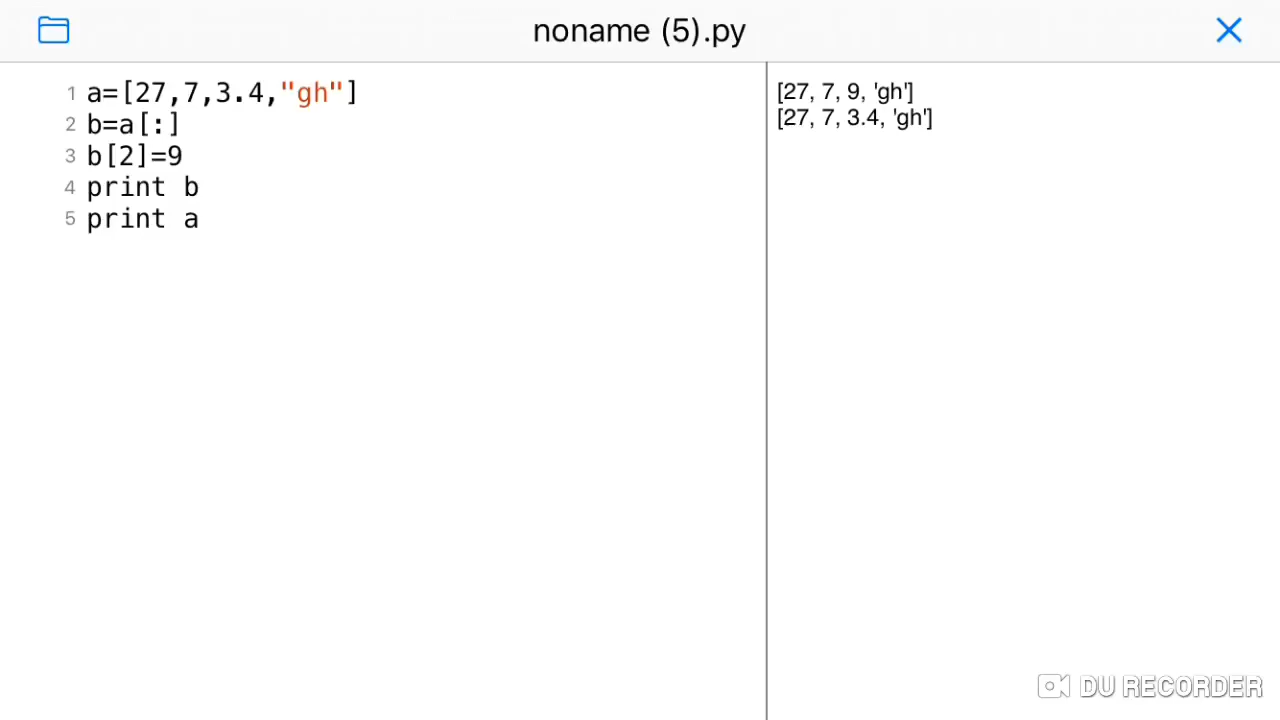 noname (5).py
1 a=[27,7,3.4,"gh"]
2 b=a[:]
3 b[2]=9
4 print b
5 print a
[27, 7, 9, 'gh']
[27, 7, 3.4, 'gh']
DU RECORDER